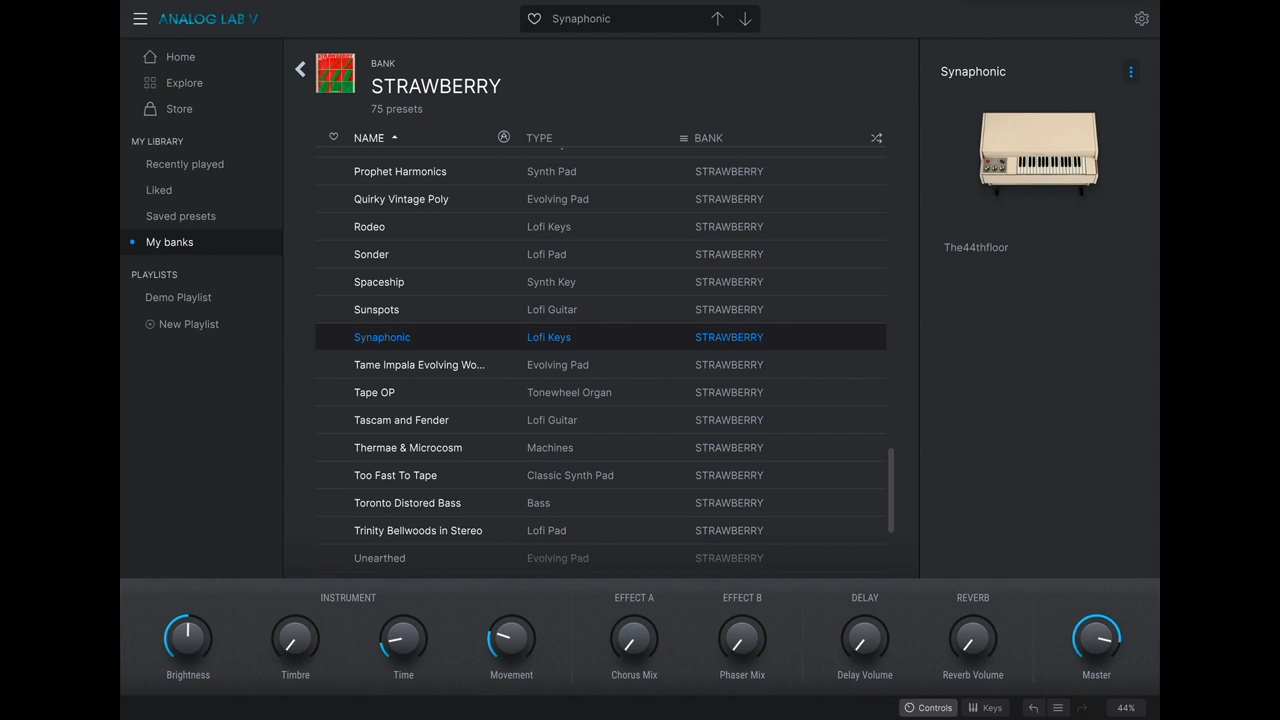 ANALOG LAB V
Synaphonic
Home
Explore
Store
MY LIBRARY
Recently played
Liked
Saved presets
My banks
PLAYLISTS
Demo Playlist
New Playlist
BANK
STRAWBERRY
75 presets
NAME TYPE BANK
Prophet Harmonics Synth Pad STRAWBERRY
Quirky Vintage Poly Evolving Pad STRAWBERRY
Rodeo Lofi Keys STRAWBERRY
Sonder Lofi Pad STRAWBERRY
Spaceship Synth Key STRAWBERRY
Sunspots Lofi Guitar STRAWBERRY
Synaphonic Lofi Keys STRAWBERRY
Tame Impala Evolving Wo... Evolving Pad STRAWBERRY
Tape OP Tonewheel Organ STRAWBERRY
Tascam and Fender Lofi Guitar STRAWBERRY
Thermae & Microcosm Machines STRAWBERRY
Too Fast To Tape Classic Synth Pad STRAWBERRY
Toronto Distored Bass Bass STRAWBERRY
Trinity Bellwoods in Stereo Lofi Pad STRAWBERRY
Unearthed Evolving Pad STRAWBERRY
Synaphonic
The44thfloor
INSTRUMENT EFFECT A EFFECT B DELAY REVERB
Brightness Timbre Time Movement Chorus Mix Phaser Mix Delay Volume Reverb Volume Master
Controls Keys 44%